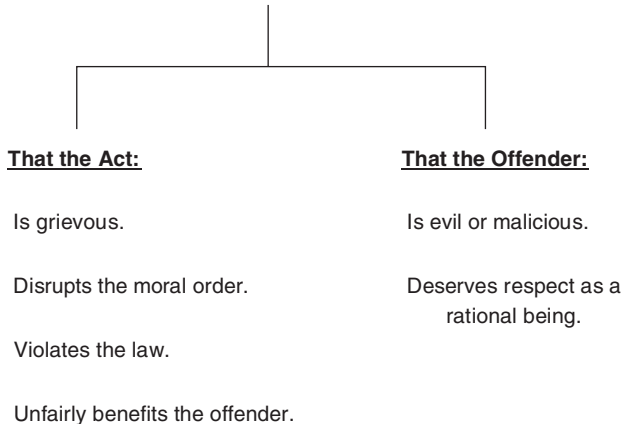 That the Act:
Is grievous.
Disrupts the moral order.
Violates the law.
Unfairly benefits the offender.
That the Offender:
Is evil or malicious.
Deserves respect as a
rational being.